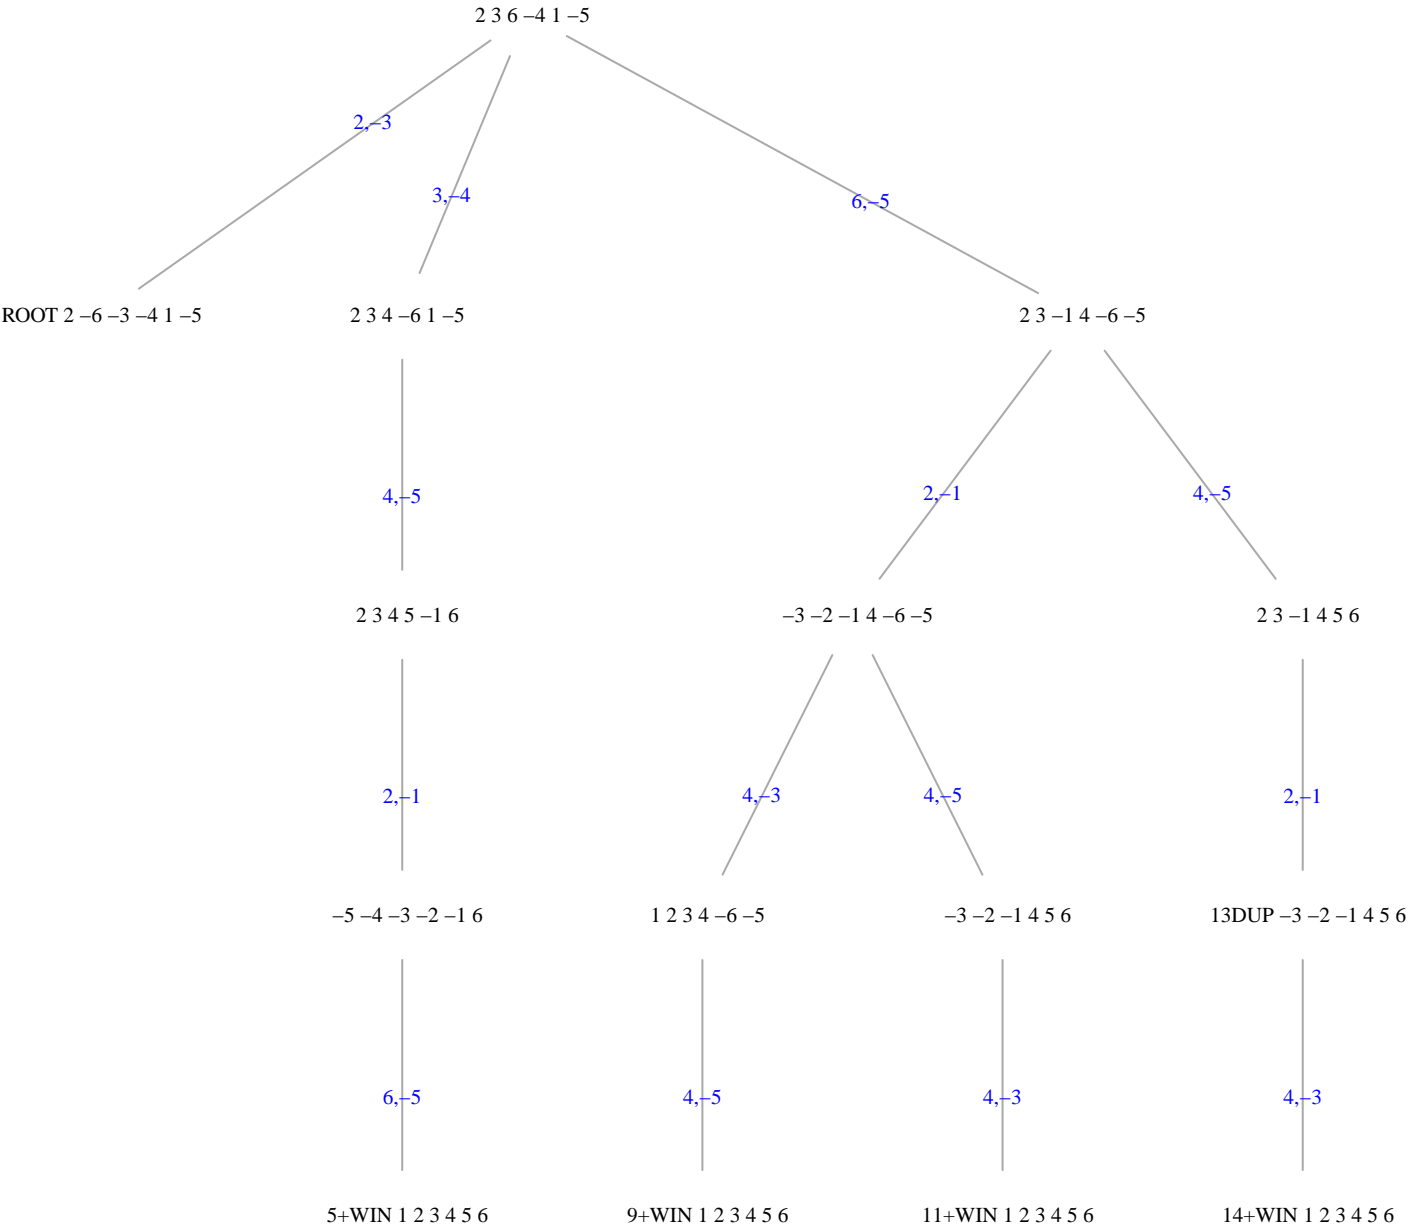 2 3 6 –4 1 –5
2,–3
3,–4
6,–5
ROOT 2 –6 –3 –4 1 –5
2 3 4 –6 1 –5
2 3 –1 4 –6 –5
4,–5
2,–1
4,–5
2 3 4 5 –1 6
–3 –2 –1 4 –6 –5
2 3 –1 4 5 6
2,–1
4,–3
4,–5
2,–1
–5 –4 –3 –2 –1 6
1 2 3 4 –6 –5
–3 –2 –1 4 5 6
13DUP –3 –2 –1 4 5 6
6,–5
4,–5
4,–3
4,–3
5+WIN 1 2 3 4 5 6
9+WIN 1 2 3 4 5 6
11+WIN 1 2 3 4 5 6
14+WIN 1 2 3 4 5 6